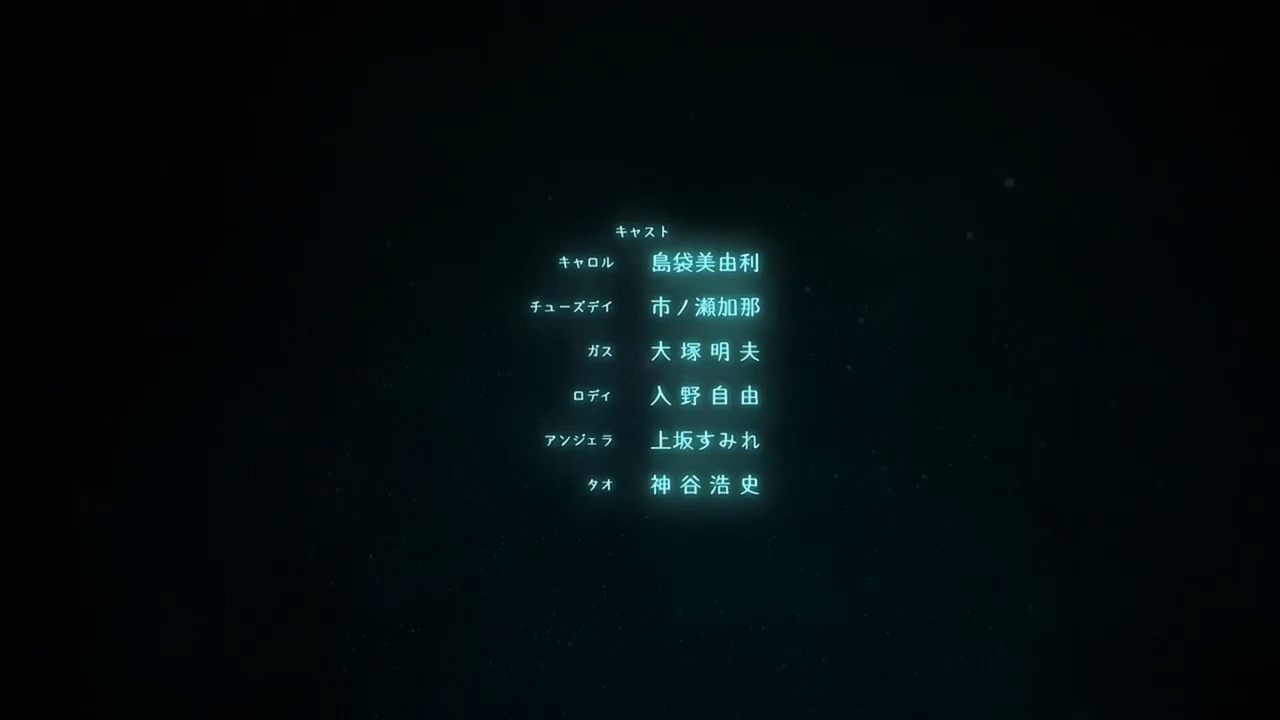 キャスト
キャロル 島袋美由利
チューズデイ 市ノ瀬加那
ガス 大塚明夫
ロディ 入野自由
アンジェラ 上坂すみれ
タオ 神谷浩史